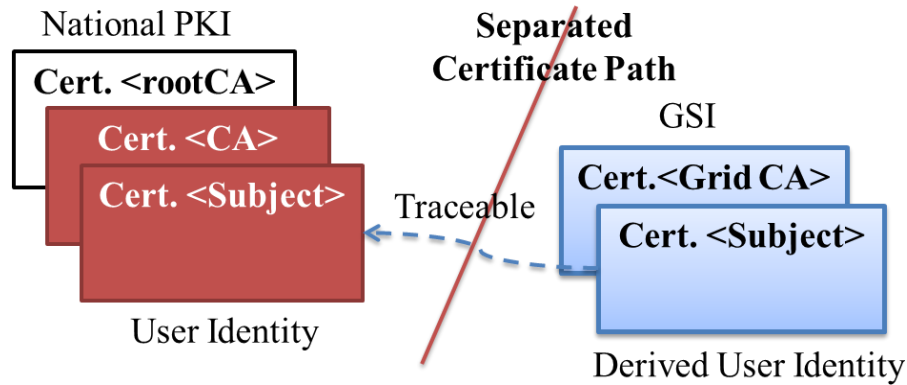 National PKI
Cert. <rootCA>
Cert. <CA>
Cert. <Subject>
User Identity
Separated
Certificate Path
Traceable
GSI
Cert.<Grid CA>
Cert. <Subject>
Derived User Identity